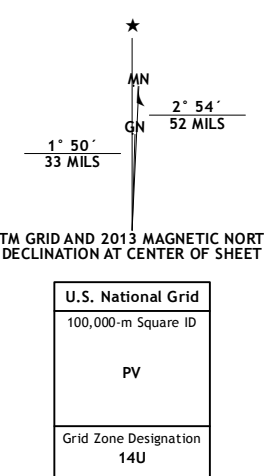 ★
MN
2° 54´
GN
52 MILS
1° 50´
33 MILS
TM GRID AND 2013 MAGNETIC NORT
DECLINATION AT CENTER OF SHEET
U.S. National Grid
100,000-m Square ID
PV
Grid Zone Designation
14U